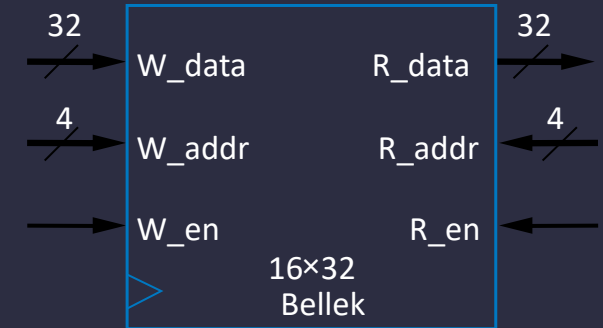 32 32
W_data R_data
4 4
W_addr R_addr
W_en R_en
16×32
Bellek